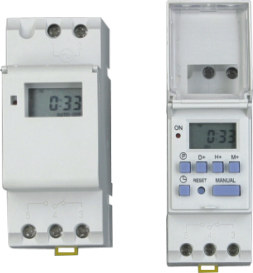 0:33
ON
0:33
D+ H+ M+
RESET MANUAL